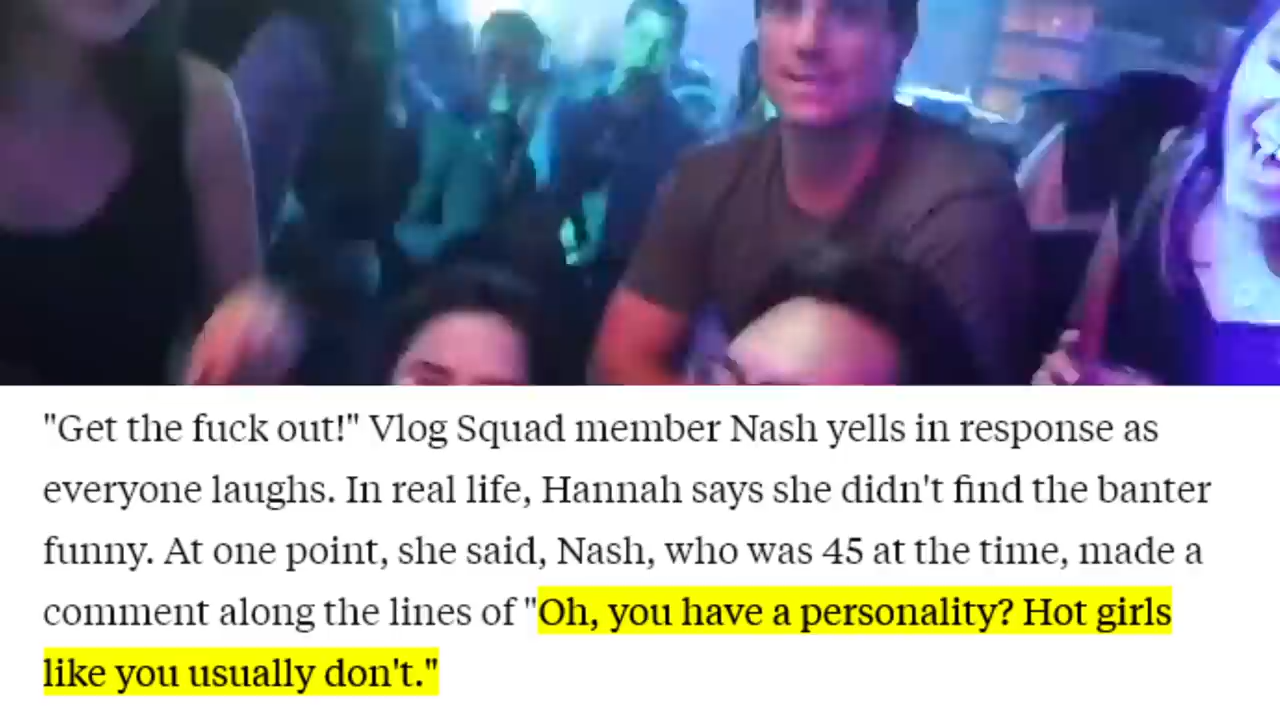 "Get the fuck out!" Vlog Squad member Nash yells in response as
everyone laughs. In real life, Hannah says she didn't find the banter
funny. At one point, she said, Nash, who was 45 at the time, made a
comment along the lines of "Oh, you have a personality? Hot girls
like you usually don't."